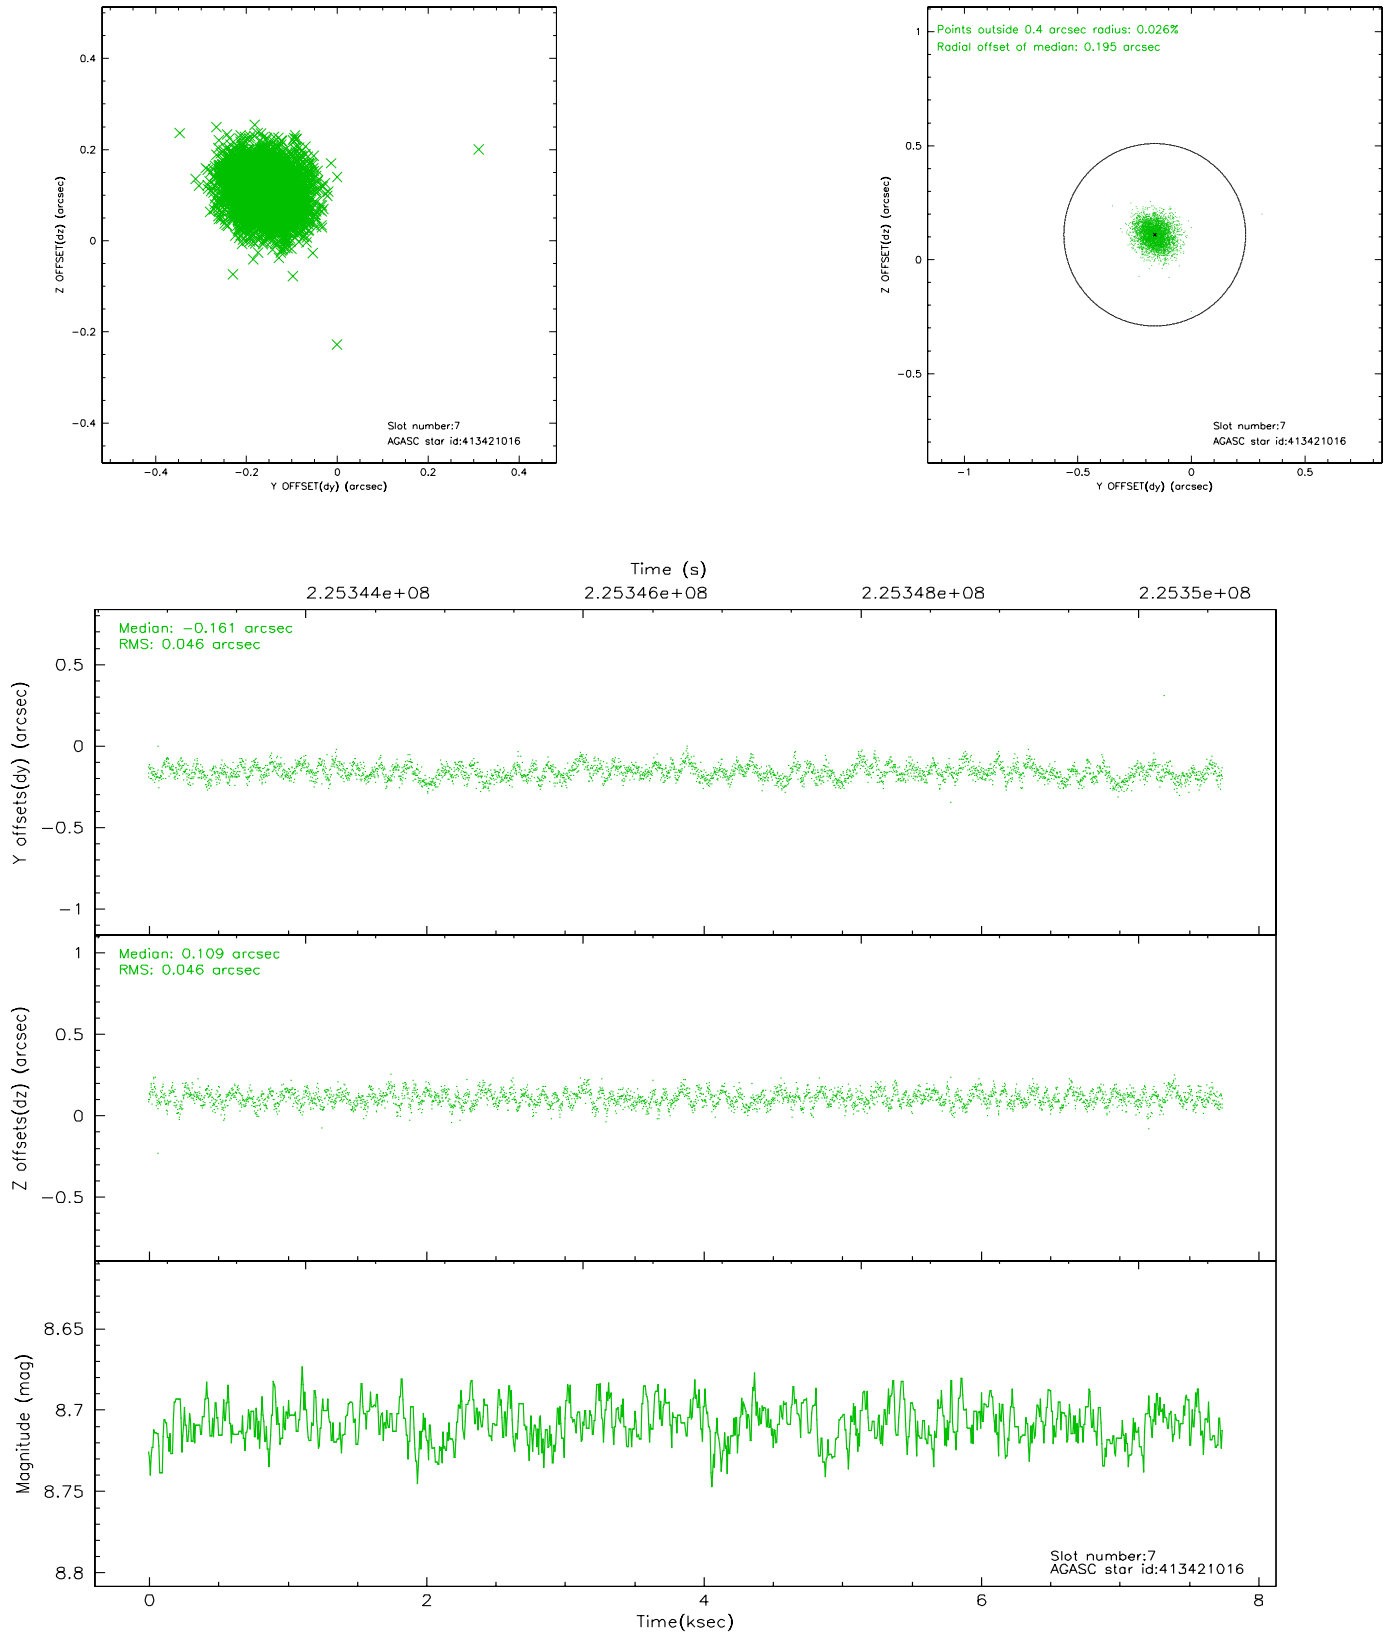 0.4
0.2
0
−0.2
−0.4
Z OFFSET(dz) (arcsec)
Slot number:7
AGASC star id:413421016
−0.4
−0.2
0
0.2
0.4
Y OFFSET(dy) (arcsec)
Points outside 0.4 arcsec radius: 0.026%
Radial offset of median: 0.195 arcsec
1
0.5
0
−0.5
Z OFFSET(dz) (arcsec)
Slot number:7
AGASC star id:413421016
−1
−0.5
0
0.5
Y OFFSET(dy) (arcsec)
Time (s)
2.25344e+08
2.25346e+08
2.25348e+08
2.2535e+08
Median: −0.161 arcsec
RMS: 0.046 arcsec
0.5
0
−0.5
−1
Y offsets(dy) (arcsec)
Median: 0.109 arcsec
RMS: 0.046 arcsec
1
0.5
0
−0.5
Z offsets(dz) (arcsec)
8.65
8.7
8.75
8.8
Magnitude (mag)
Slot number:7
AGASC star id:413421016
0
2
4
6
8
Time(ksec)